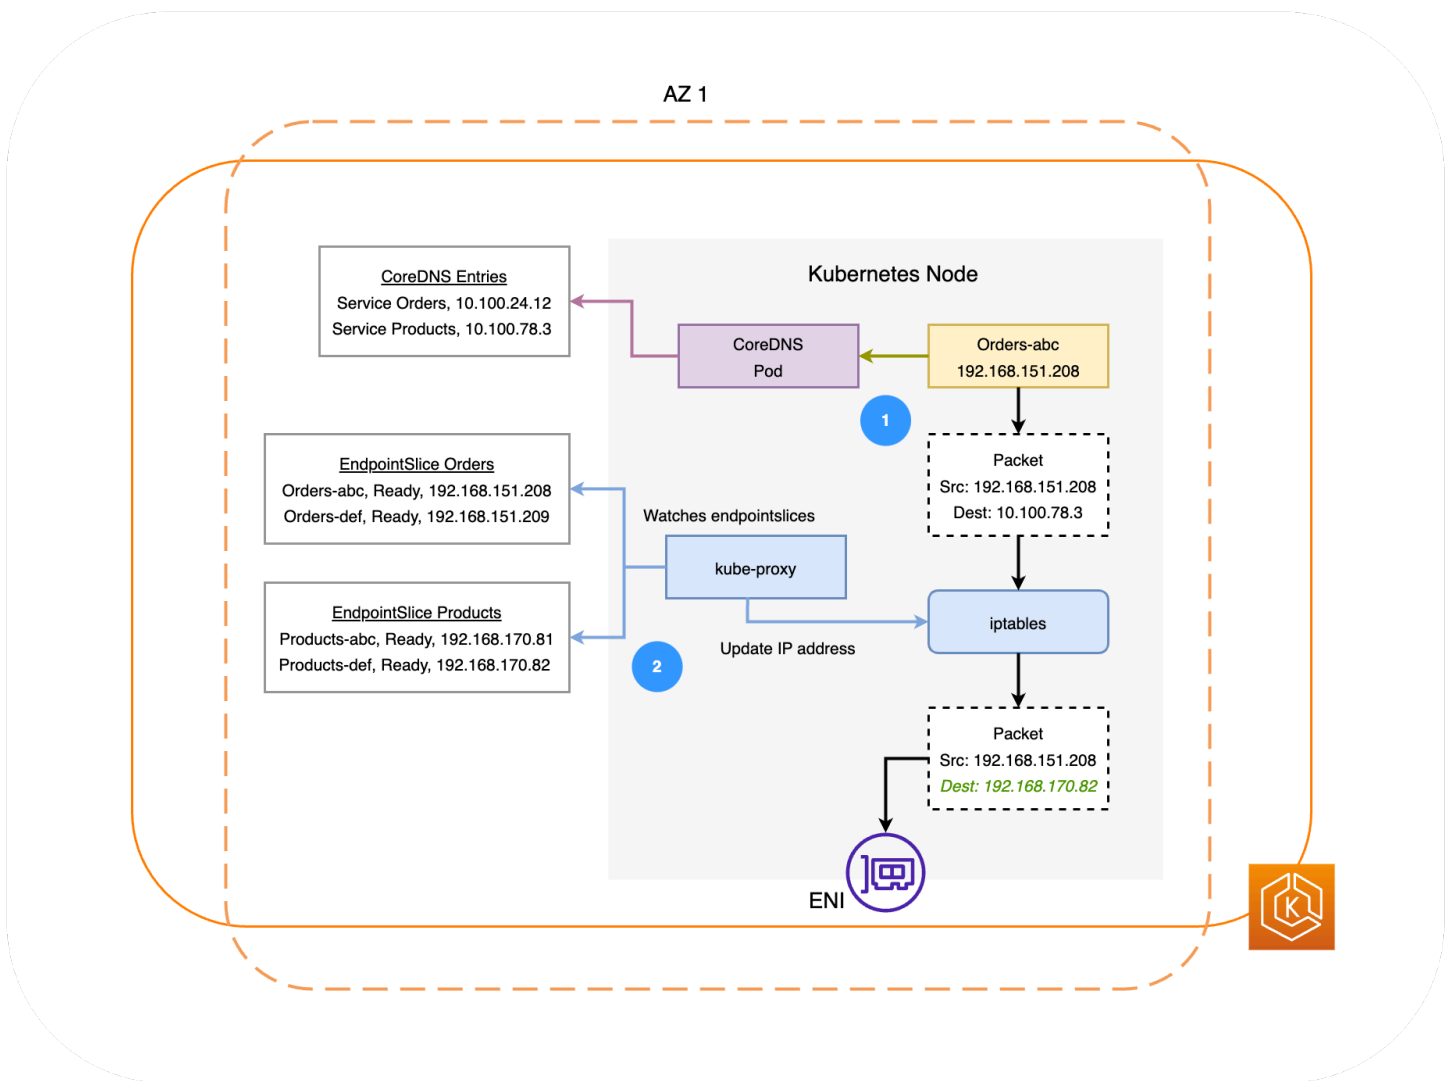 AZ 1
Kubernetes Node
CoreDNS Entries
Service Orders, 10.100.24.12
Service Products, 10.100.78.3
CoreDNS
Pod
Orders-abc
192.168.151.208
1
Packet
Src: 192.168.151.208
Dest: 10.100.78.3
EndpointSlice Orders
Orders-abc, Ready, 192.168.151.208
Orders-def, Ready, 192.168.151.209
Watches endpointslices
kube-proxy
iptables
Update IP address
EndpointSlice Products
Products-abc, Ready, 192.168.170.81
Products-def, Ready, 192.168.170.82
2
Packet
Src: 192.168.151.208
Dest: 192.168.170.82
ENI
K